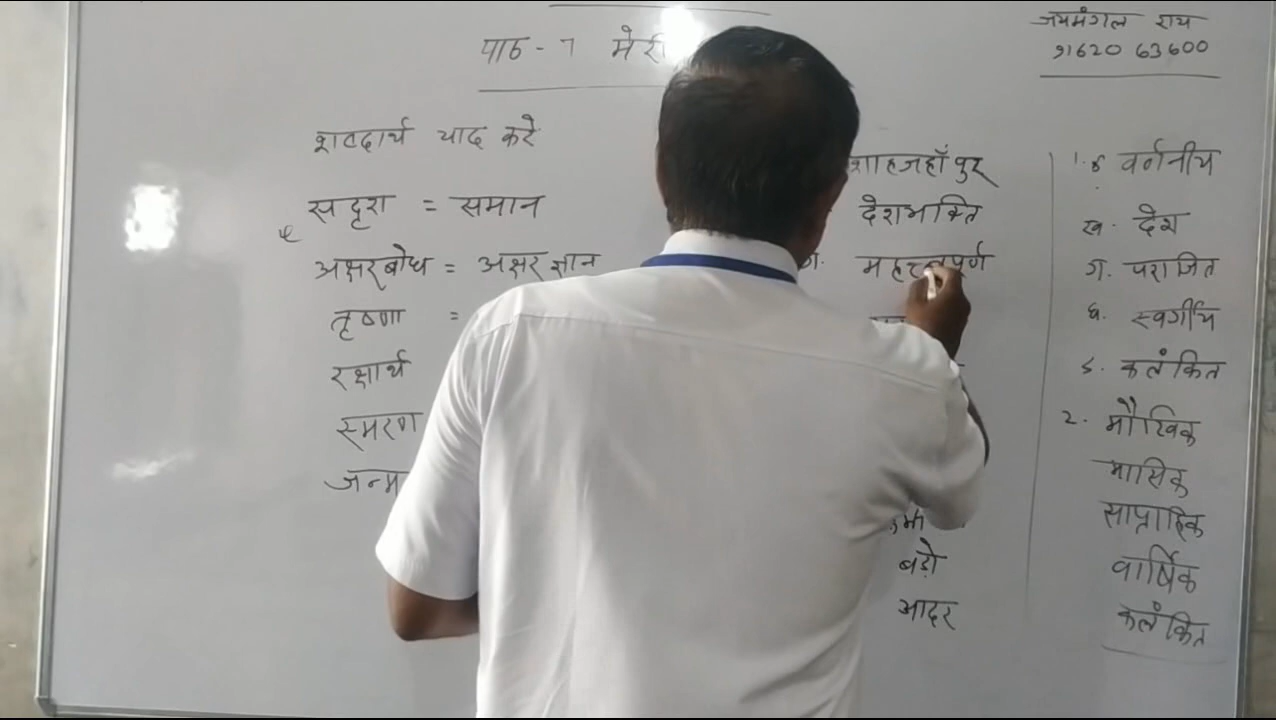 पाठ - 7 मेरी
जयमंगल राय
91620 63600
शब्दार्थ याद करे
सदृश = समान
अक्षरबोध = अक्षर ज्ञान
तृष्णा =
रक्षार्थ
स्मरण
जन्म
शाहजहाँपुर
देशभक्ति
ग. महत्त्वपूर्ण
बड़ो
आदर
1. क वर्णनीय
ख. देश
ग. पराजित
घ. स्वर्गीय
ङ. कलंकित
2. मौखिक
मासिक
साप्ताहिक
वार्षिक
कलंकित